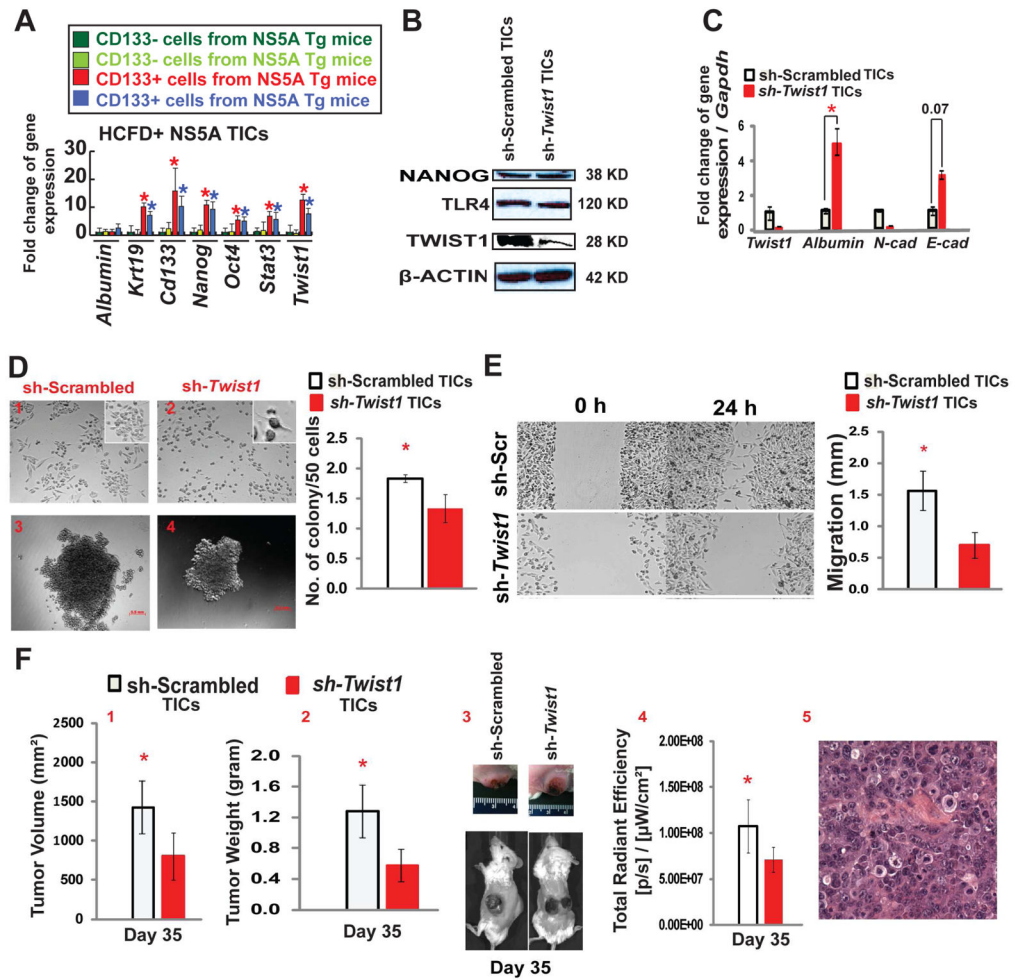 A
CD133- cells from NS5A Tg mice
CD133- cells from NS5A Tg mice
CD133+ cells from NS5A Tg mice
CD133+ cells from NS5A Tg mice
HCFD+ NS5A TICs
Fold change of gene
expression
30
20
10
0
* * * * * * * * * * * *
Albumin
Krt19
Cd133
Nanog
Oct4
Stat3
Twist1
B
sh-Scrambled TICs
sh-Twist1 TICs
NANOG 38 KD
TLR4 120 KD
TWIST1 28 KD
β-ACTIN 42 KD
C
sh-Scrambled TICs
sh-Twist1 TICs
Fold change of gene
expression / Gapdh
6
4
2
0
*
0.07
Twist1 Albumin N-cad E-cad
D
sh-Scrambled sh-Twist1
1 2
3 4
sh-Scrambled TICs
sh-Twist1 TICs
No. of colony/50 cells
2.5
2.0
1.5
1.0
0.5
0.0
*
E
0 h 24 h
sh-Scr
sh-Twist1
sh-Scrambled TICs
sh-Twist1 TICs
Migration (mm)
2.5
2.0
1.5
1.0
0.5
0.0
*
F
sh-Scrambled
TICs
sh-Twist1
TICs
1
Tumor Volume (mm²)
2500
2000
1500
1000
500
0
*
Day 35
2
Tumor Weight (gram)
2.0
1.6
1.2
0.8
0.4
0.0
*
Day 35
3
sh-Scrambled
sh-Twist1
Day 35
4
Total Radiant Efficiency
[p/s] / [µW/cm²]
2.00E+08
1.50E+08
1.00E+08
5.00E+07
0.00E+00
*
Day 35
5